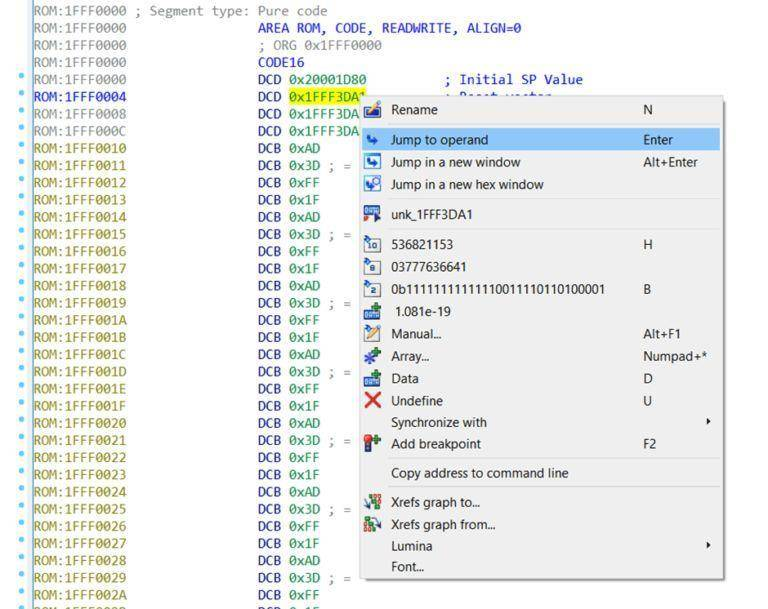 ROM:1FFF0000 ; Segment type: Pure code
ROM:1FFF0000 AREA ROM, CODE, READWRITE, ALIGN=0
ROM:1FFF0000 ; ORG 0x1FFF0000
ROM:1FFF0000 CODE16
ROM:1FFF0000 DCD 0x20001D80 ; Initial SP Value
ROM:1FFF0004 DCD 0x1FFF3DA1 ; Reset vector
ROM:1FFF0008 DCD 0x1FFF3DA
ROM:1FFF000C DCD 0x1FFF3DA
ROM:1FFF0010 DCB 0xAD
ROM:1FFF0011 DCB 0x3D ; =
ROM:1FFF0012 DCB 0xFF
ROM:1FFF0013 DCB 0x1F
ROM:1FFF0014 DCB 0xAD
ROM:1FFF0015 DCB 0x3D ; =
ROM:1FFF0016 DCB 0xFF
ROM:1FFF0017 DCB 0x1F
ROM:1FFF0018 DCB 0xAD
ROM:1FFF0019 DCB 0x3D ; =
ROM:1FFF001A DCB 0xFF
ROM:1FFF001B DCB 0x1F
ROM:1FFF001C DCB 0xAD
ROM:1FFF001D DCB 0x3D ; =
ROM:1FFF001E DCB 0xFF
ROM:1FFF001F DCB 0x1F
ROM:1FFF0020 DCB 0xAD
ROM:1FFF0021 DCB 0x3D ; =
ROM:1FFF0022 DCB 0xFF
ROM:1FFF0023 DCB 0x1F
ROM:1FFF0024 DCB 0xAD
ROM:1FFF0025 DCB 0x3D ; =
ROM:1FFF0026 DCB 0xFF
ROM:1FFF0027 DCB 0x1F
ROM:1FFF0028 DCB 0xAD
ROM:1FFF0029 DCB 0x3D ; =
ROM:1FFF002A DCB 0xFF
Rename N
Jump to operand Enter
Jump in a new window Alt+Enter
Jump in a new hex window
unk_1FFF3DA1
536821153 H
03777636641
0b11111111111110011110110100001 B
1.081e-19
Manual... Alt+F1
Array... Numpad+*
Data D
Undefine U
Synchronize with
Add breakpoint F2
Copy address to command line
Xrefs graph to...
Xrefs graph from...
Lumina
Font...